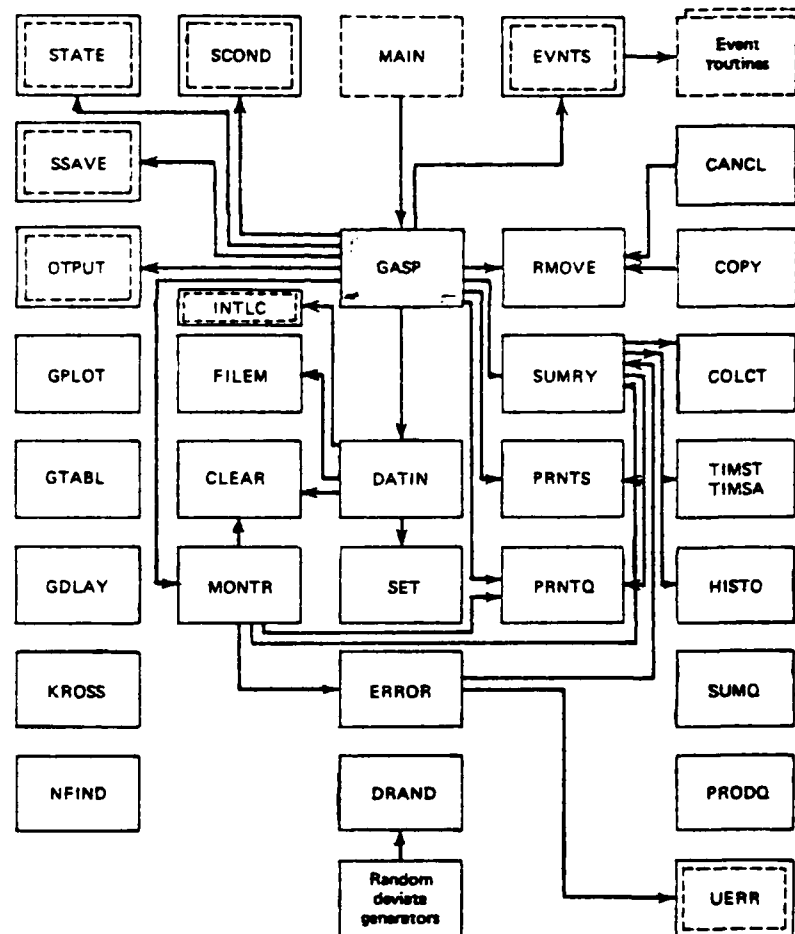 STATE
SCOND
MAIN
EVNTS
Event
routines
SSAVE
CANCL
OTPUT
GASP
RMOVE
COPY
INTLC
GPLOT
FILEM
SUMRY
COLCT
GTABL
CLEAR
DATIN
PRNTS
TIMST
TIMSA
GDLAY
MONTR
SET
PRNTQ
HISTO
KROSS
ERROR
SUMQ
NFIND
DRAND
PRODQ
Random
deviate
generators
UERR